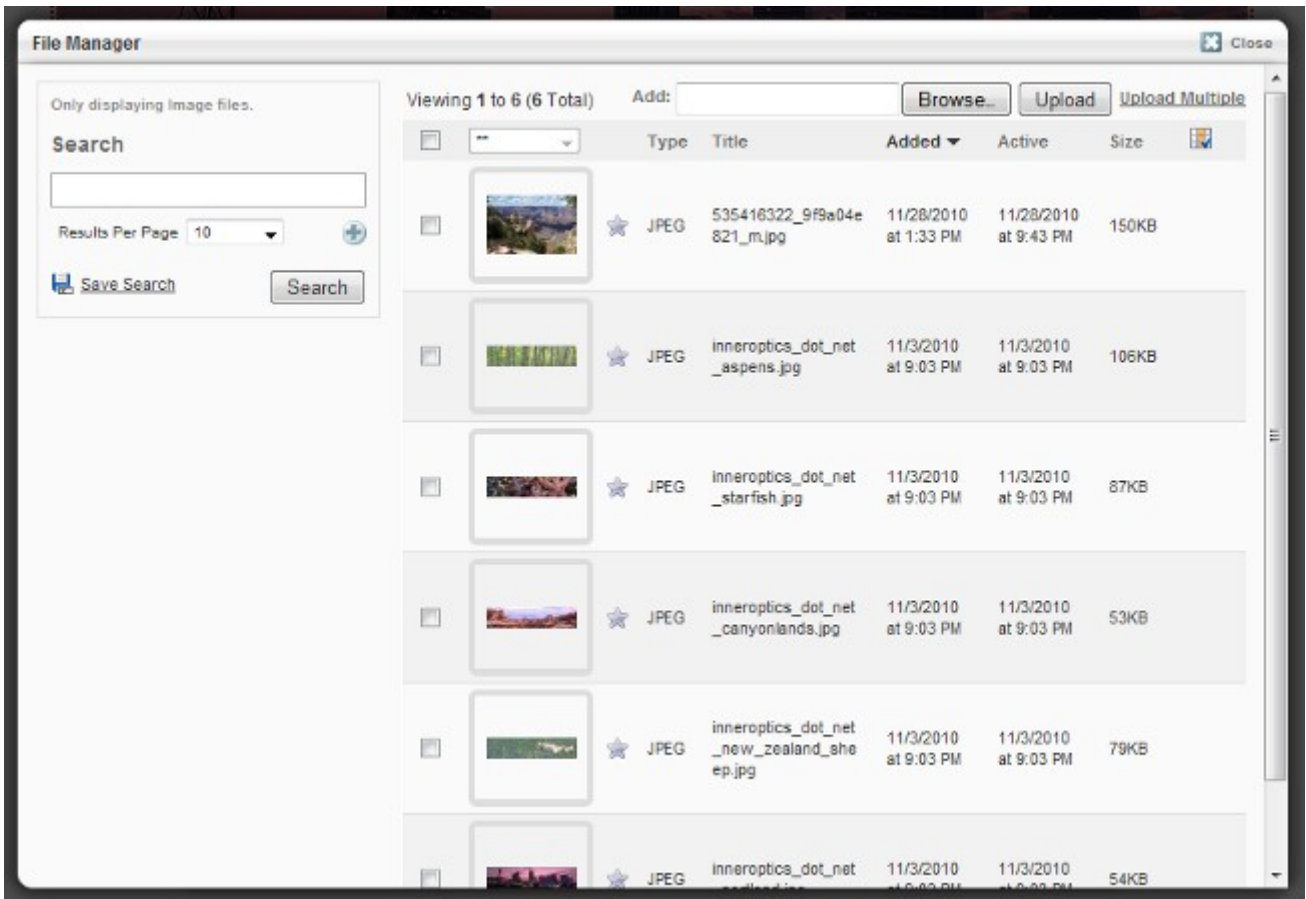 File Manager
Close
Only displaying Image files.
Search
Results Per Page 10
Save Search
Search
Viewing 1 to 6 (6 Total) Add: Browse... Upload Upload Multiple
** Type Title Added Active Size
JPEG 535416322_9f9a04e 11/28/2010 11/28/2010 150KB
821_m.jpg at 1:33 PM at 9:43 PM
JPEG inneroptics_dot_net 11/3/2010 11/3/2010 106KB
_aspens.jpg at 9:03 PM at 9:03 PM
JPEG inneroptics_dot_net 11/3/2010 11/3/2010 87KB
_starfish.jpg at 9:03 PM at 9:03 PM
JPEG inneroptics_dot_net 11/3/2010 11/3/2010 53KB
_canyonlands.jpg at 9:03 PM at 9:03 PM
JPEG inneroptics_dot_net 11/3/2010 11/3/2010 79KB
_new_zealand_she at 9:03 PM at 9:03 PM
ep.jpg
JPEG inneroptics_dot_net 11/3/2010 11/3/2010 54KB